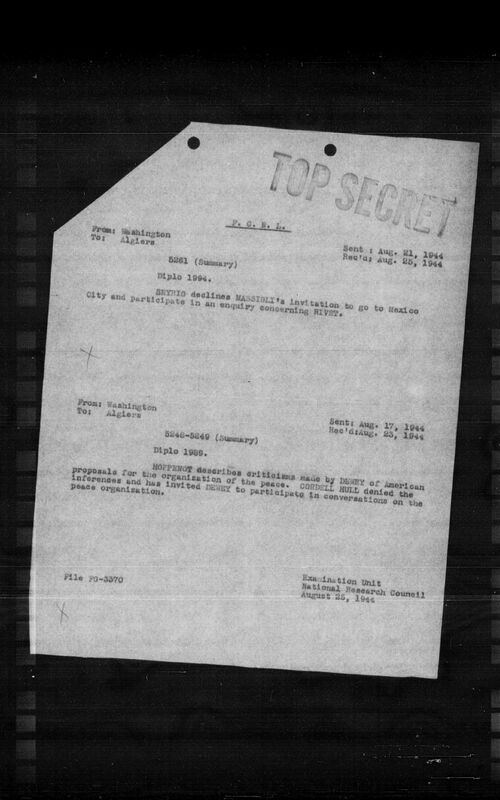 TOP SECRET
F. C. N. L.
From: Washington
To: Algiers
Sent : Aug. 21, 1944
Rec'd: Aug. 25, 1944
5261 (Summary)
Diplo 1994.
SEYRIG declines MASSIGLI's invitation to go to Mexico
City and participate in an enquiry concerning RIVET.
From: Washington
To: Algiers
Sent: Aug. 17, 1944
Rec'd:Aug. 23, 1944
5248-5249 (Summary)
Diplo 1989.
HOPPENOT describes criticisms made by DEWEY of American
proposals for the organization of the peace. CORDELL HULL denied the
inferences and has invited DEWEY to participate in conversations on the
peace organization.
File FG-3370
Examination Unit
National Research Council
August 25, 1944